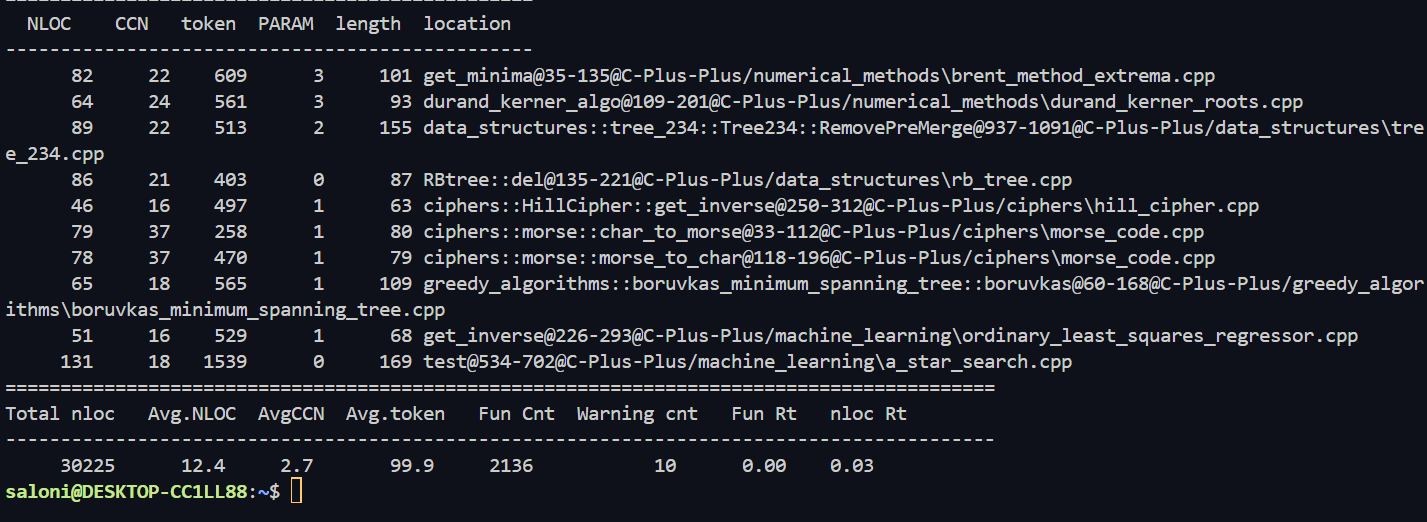 ================================================
  NLOC    CCN   token  PARAM  length  location
------------------------------------------------
      82     22    609      3     101 get_minima@35-135@C-Plus-Plus/numerical_methods\brent_method_extrema.cpp
      64     24    561      3      93 durand_kerner_algo@109-201@C-Plus-Plus/numerical_methods\durand_kerner_roots.cpp
      89     22    513      2     155 data_structures::tree_234::Tree234::RemovePreMerge@937-1091@C-Plus-Plus/data_structures\tre
e_234.cpp
      86     21    403      0      87 RBtree::del@135-221@C-Plus-Plus/data_structures\rb_tree.cpp
      46     16    497      1      63 ciphers::HillCipher::get_inverse@250-312@C-Plus-Plus/ciphers\hill_cipher.cpp
      79     37    258      1      80 ciphers::morse::char_to_morse@33-112@C-Plus-Plus/ciphers\morse_code.cpp
      78     37    470      1      79 ciphers::morse::morse_to_char@118-196@C-Plus-Plus/ciphers\morse_code.cpp
      65     18    565      1     109 greedy_algorithms::boruvkas_minimum_spanning_tree::boruvkas@60-168@C-Plus-Plus/greedy_algor
ithms\boruvkas_minimum_spanning_tree.cpp
      51     16    529      1      68 get_inverse@226-293@C-Plus-Plus/machine_learning\ordinary_least_squares_regressor.cpp
     131     18   1539      0     169 test@534-702@C-Plus-Plus/machine_learning\a_star_search.cpp
==========================================================================================
Total nloc   Avg.NLOC  AvgCCN  Avg.token   Fun Cnt  Warning cnt   Fun Rt   nloc Rt
------------------------------------------------------------------------------------------
     30225      12.4     2.7       99.9     2136           10      0.00    0.03
saloni@DESKTOP-CC1LL88:~$